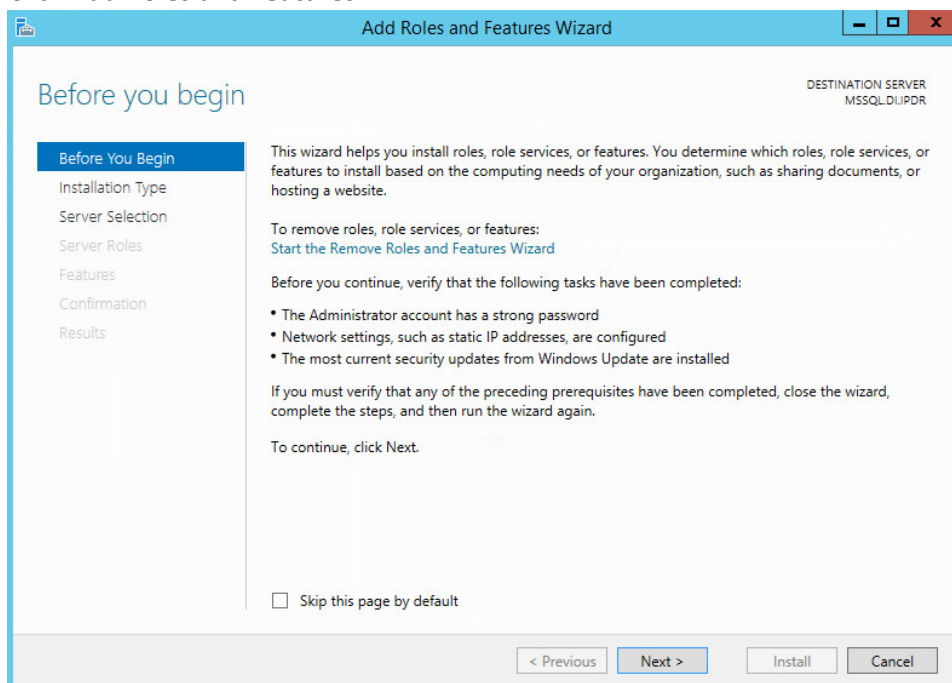 Add Roles and Features Wizard
Before you begin
DESTINATION SERVER
MSSQL.DI.IPDR
Before You Begin
Installation Type
Server Selection
Server Roles
Features
Confirmation
Results
This wizard helps you install roles, role services, or features. You determine which roles, role services, or
features to install based on the computing needs of your organization, such as sharing documents, or
hosting a website.
To remove roles, role services, or features:
Start the Remove Roles and Features Wizard
Before you continue, verify that the following tasks have been completed:
• The Administrator account has a strong password
• Network settings, such as static IP addresses, are configured
• The most current security updates from Windows Update are installed
If you must verify that any of the preceding prerequisites have been completed, close the wizard,
complete the steps, and then run the wizard again.
To continue, click Next.
Skip this page by default
< Previous
Next >
Install
Cancel